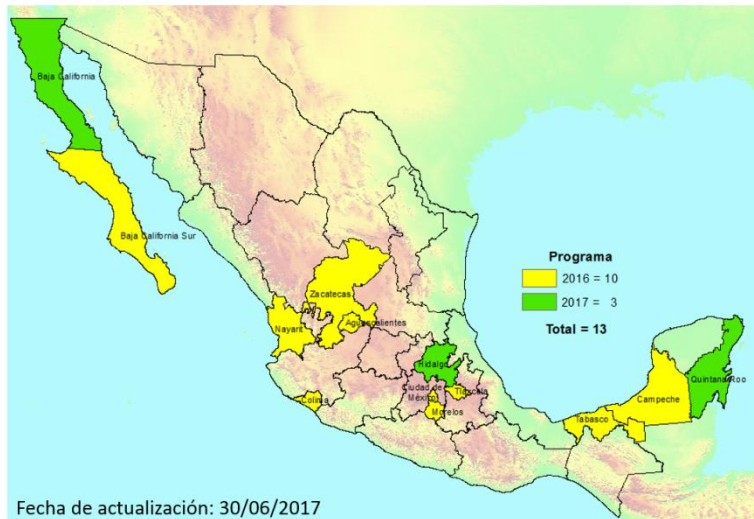 Baja California
Baja California Sur
Zacatecas
Nayarit
Aguascalientes
Hidalgo
Ciudad de
México
Tlaxcala
Morelos
Colima
Campeche
Tabasco
Quintana Roo
Programa
2016 = 10
2017 = 3
Total = 13
Fecha de actualización: 30/06/2017